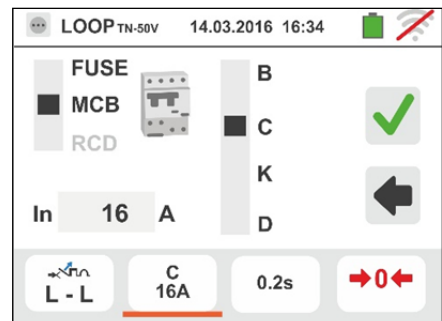 LOOP TN-50V 14.03.2016 16:34
FUSE
MCB
RCD
B
C
K
D
In 16 A
L - L
C
16A
0.2s
0